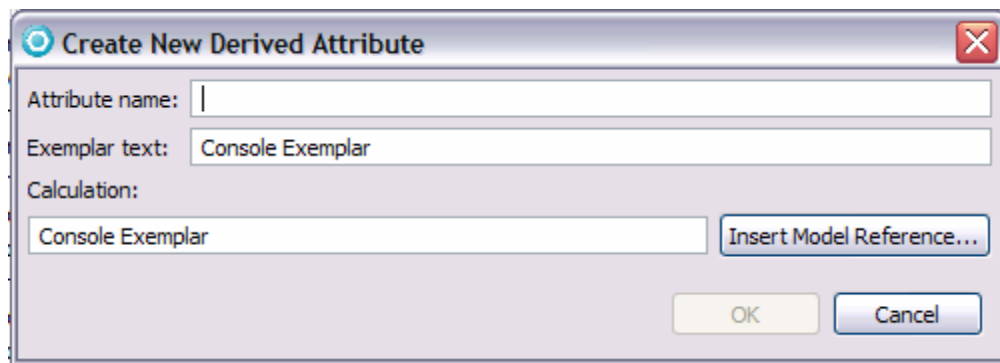 Create New Derived Attribute
Attribute name:
Exemplar text: Console Exemplar
Calculation:
Console Exemplar Insert Model Reference...
OK Cancel